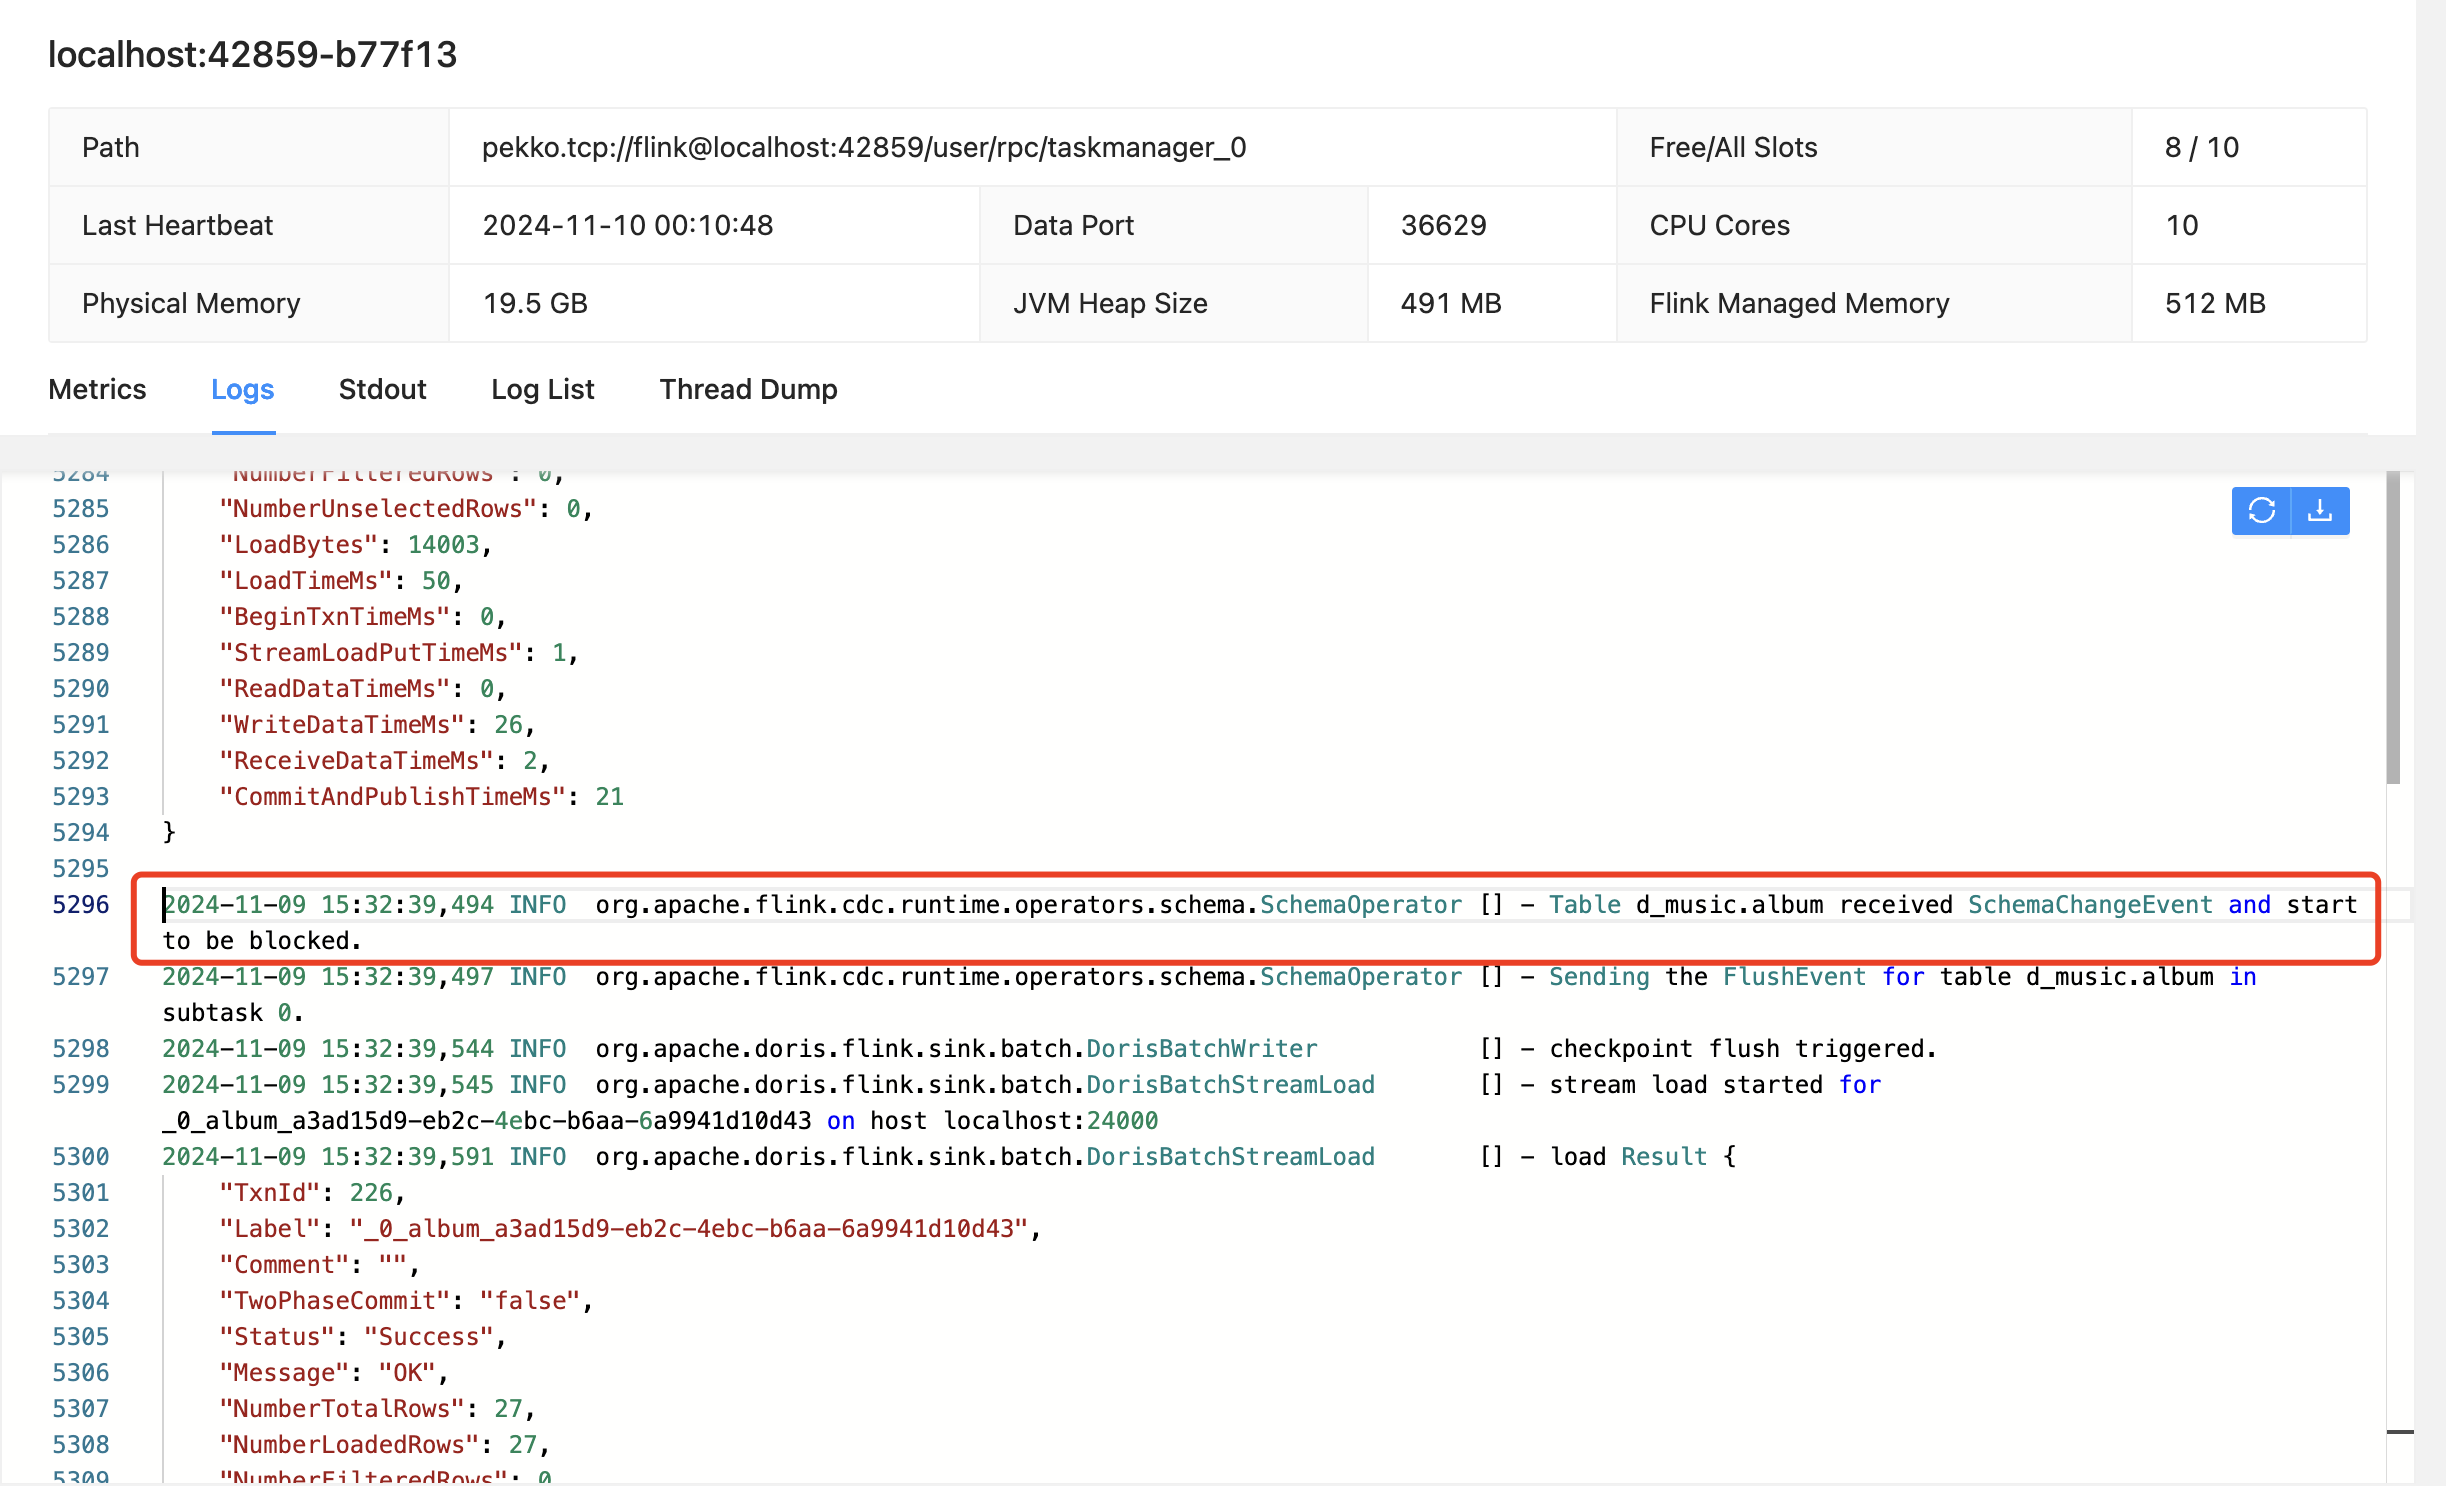 localhost:42859-b77f13
Path pekko.tcp://flink@localhost:42859/user/rpc/taskmanager_0 Free/All Slots 8 / 10
Last Heartbeat 2024-11-10 00:10:48 Data Port 36629 CPU Cores 10
Physical Memory 19.5 GB JVM Heap Size 491 MB Flink Managed Memory 512 MB
Metrics Logs Stdout Log List Thread Dump
5284 "NumberFilteredRows": 0,
5285 "NumberUnselectedRows": 0,
5286 "LoadBytes": 14003,
5287 "LoadTimeMs": 50,
5288 "BeginTxnTimeMs": 0,
5289 "StreamLoadPutTimeMs": 1,
5290 "ReadDataTimeMs": 0,
5291 "WriteDataTimeMs": 26,
5292 "ReceiveDataTimeMs": 2,
5293 "CommitAndPublishTimeMs": 21
5294 }
5295
5296 2024-11-09 15:32:39,494 INFO org.apache.flink.cdc.runtime.operators.schema.SchemaOperator [] - Table d_music.album received SchemaChangeEvent and start
to be blocked.
5297 2024-11-09 15:32:39,497 INFO org.apache.flink.cdc.runtime.operators.schema.SchemaOperator [] - Sending the FlushEvent for table d_music.album in
subtask 0.
5298 2024-11-09 15:32:39,544 INFO org.apache.doris.flink.sink.batch.DorisBatchWriter [] - checkpoint flush triggered.
5299 2024-11-09 15:32:39,545 INFO org.apache.doris.flink.sink.batch.DorisBatchStreamLoad [] - stream load started for
_0_album_a3ad15d9-eb2c-4ebc-b6aa-6a9941d10d43 on host localhost:24000
5300 2024-11-09 15:32:39,591 INFO org.apache.doris.flink.sink.batch.DorisBatchStreamLoad [] - load Result {
5301 "TxnId": 226,
5302 "Label": "_0_album_a3ad15d9-eb2c-4ebc-b6aa-6a9941d10d43",
5303 "Comment": "",
5304 "TwoPhaseCommit": "false",
5305 "Status": "Success",
5306 "Message": "OK",
5307 "NumberTotalRows": 27,
5308 "NumberLoadedRows": 27,
5309 "NumberFilteredRows": 0